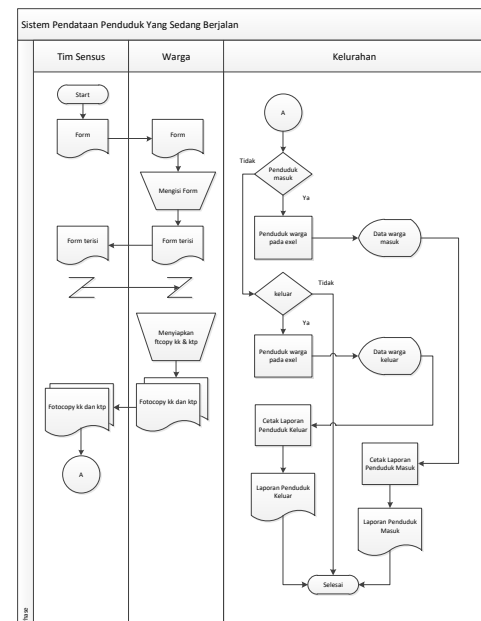 Sistem Pendataan Penduduk Yang Sedang Berjalan
Tim Sensus
Warga
Kelurahan
Start
Form
Form
Mengisi Form
Form terisi
Form terisi
Menyiapkan
ftcopy kk & ktp
Fotocopy kk dan ktp
Fotocopy kk dan ktp
A
A
Tidak
Penduduk
masuk
Ya
Penduduk warga
pada exel
Data warga
masuk
keluar
Tidak
Ya
Penduduk warga
pada exel
Data warga
keluar
Cetak Laporan
Penduduk Keluar
Cetak Laporan
Penduduk Masuk
Laporan Penduduk
Keluar
Laporan Penduduk
Masuk
Selesai